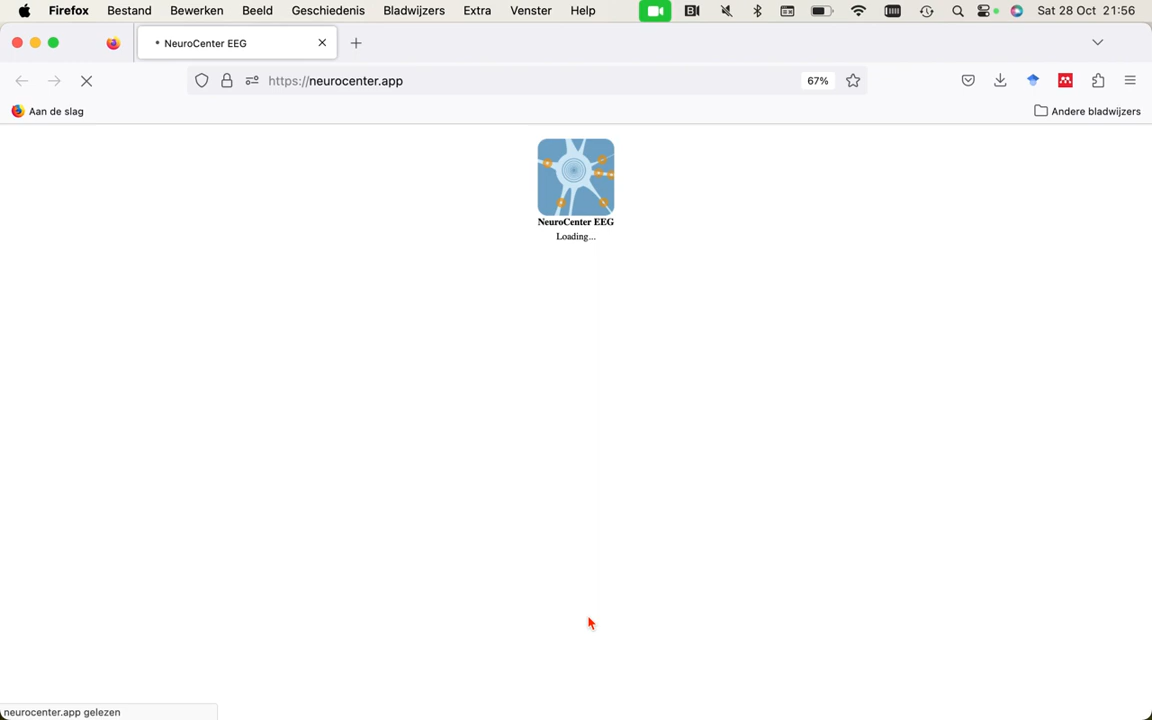 Firefox Bestand Bewerken Beeld Geschiedenis Bladwijzers Extra Venster Help Sat 28 Oct 21:56
* NeuroCenter EEG
https://neurocenter.app 67%
Aan de slag Andere bladwijzers
NeuroCenter EEG
Loading...
neurocenter.app gelezen